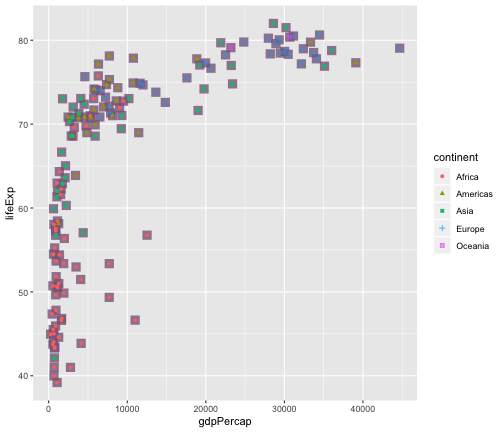 80
70
60
50
40
lifeExp
0
10000
20000
30000
40000
gdpPercap
continent
Africa
Americas
Asia
Europe
Oceania